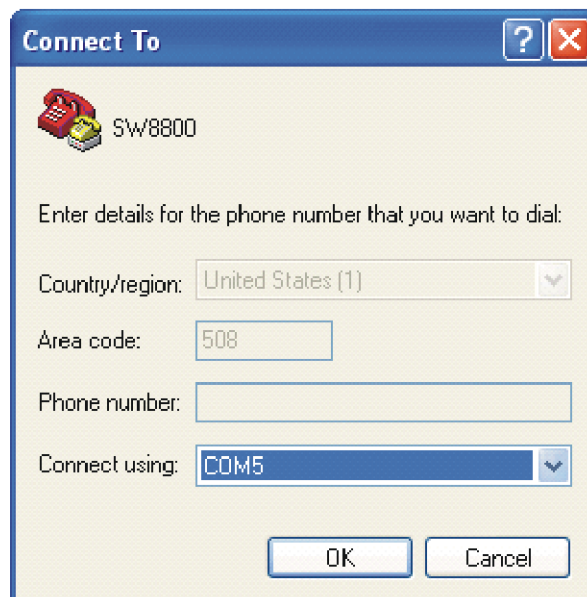 Connect To
SW8800
Enter details for the phone number that you want to dial:
Country/region: United States (1)
Area code: 508
Phone number:
Connect using: COM5
OK Cancel